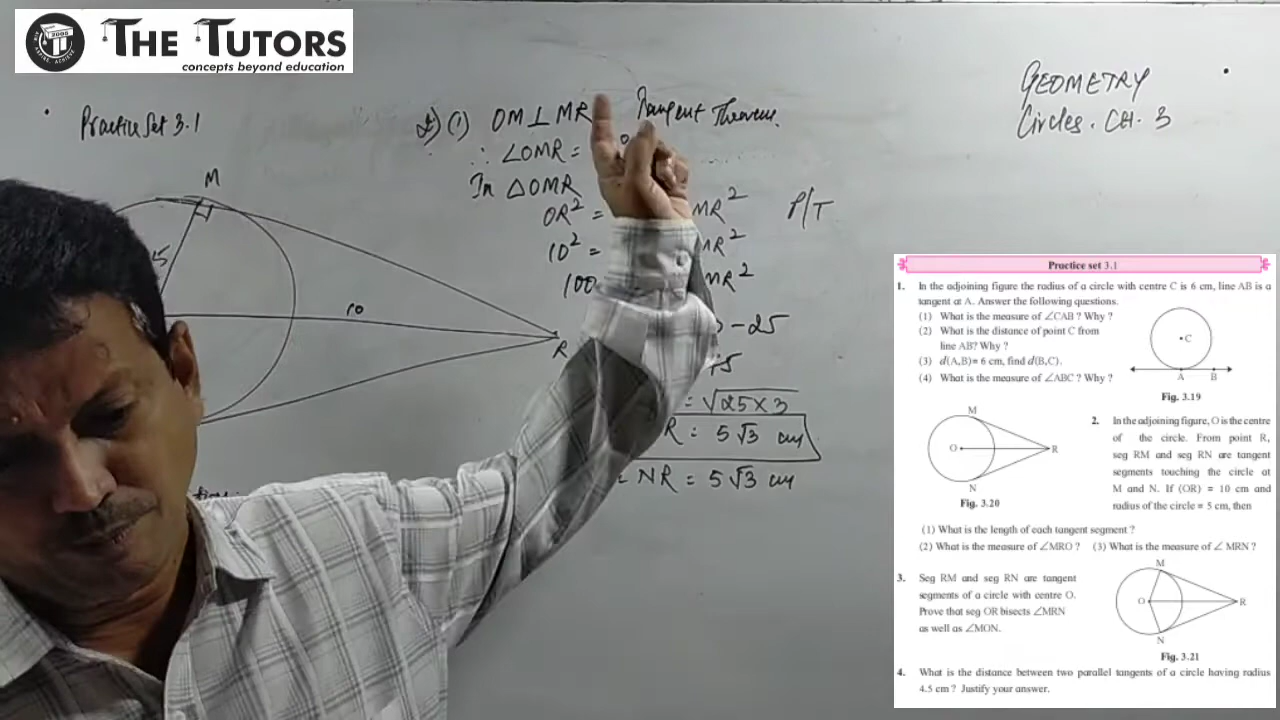 THE TUTORS
concepts beyond education
2008
Practice Set 3.1
M
5
10
R
(1) OM ⊥ MR Tangent Theorem.
∴ ∠OMR =
In △OMR
OR² = MR² P/T
10² = MR²
100 MR²
- 25
= √25×3
R = 5√3 cm
NR = 5√3 cm
GEOMETRY
Circles. CH. 3
Practice set 3.1
1. In the adjoining figure the radius of a circle with centre C is 6 cm, line AB is a
tangent at A. Answer the following questions.
(1) What is the measure of ∠CAB ? Why ?
(2) What is the distance of point C from
line AB? Why ?
(3) d(A,B)= 6 cm, find d(B,C).
(4) What is the measure of ∠ABC ? Why ?
C
A B
Fig. 3.19
M
O R
N
Fig. 3.20
2. In the adjoining figure, O is the centre
of the circle. From point R,
seg RM and seg RN are tangent
segments touching the circle at
M and N. If (OR) = 10 cm and
radius of the circle = 5 cm, then
(1) What is the length of each tangent segment ?
(2) What is the measure of ∠MRO ? (3) What is the measure of ∠ MRN ?
3. Seg RM and seg RN are tangent
segments of a circle with centre O.
Prove that seg OR bisects ∠MRN
as well as ∠MON.
M
O R
N
Fig. 3.21
4. What is the distance between two parallel tangents of a circle having radius
4.5 cm ? Justify your answer.